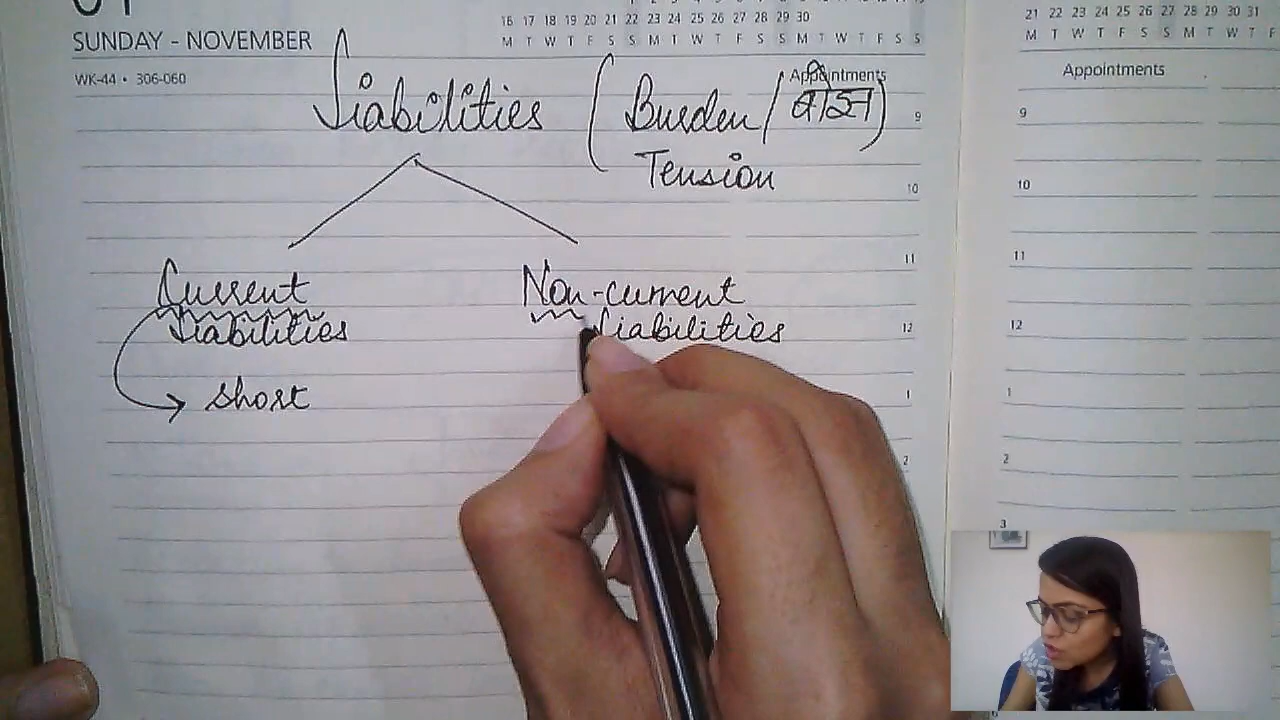 01
SUNDAY - NOVEMBER
WK-44 • 306-060
16 17 18 19 20 21 22 23 24 25 26 27 28 29 30
M T W T F S S M T W T F S S M T W T F S S
21 22 23 24 25 26 27 28 29 30 31
M T W T F S S M T W T F
Appointments
Appointments
Liabilities (Burden / बोझ)
Tension
Current
Liabilities
Non-current
Liabilities
short
9
10
11
12
1
2
9
10
11
12
1
2
3